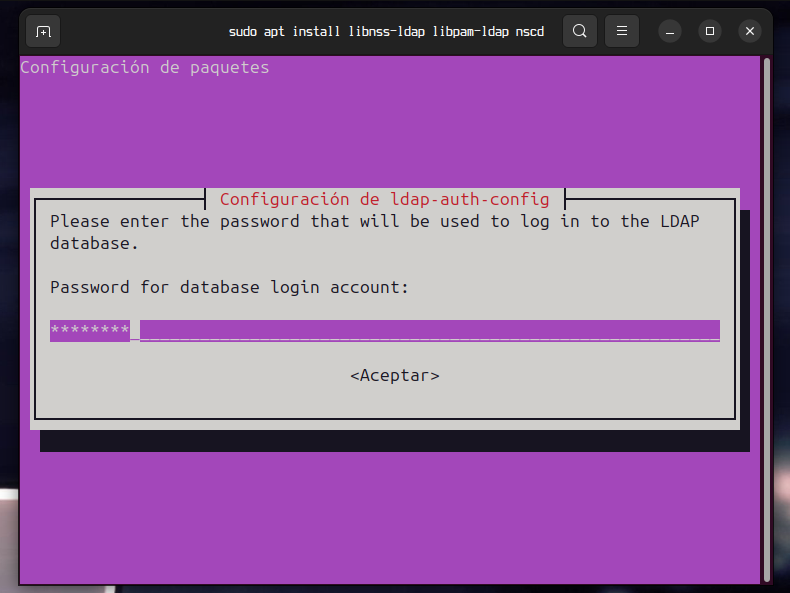 sudo apt install libnss-ldap libpam-ldap nscd
Configuración de paquetes
Configuración de ldap-auth-config
Please enter the password that will be used to log in to the LDAP
database.
Password for database login account:
********
<Aceptar>